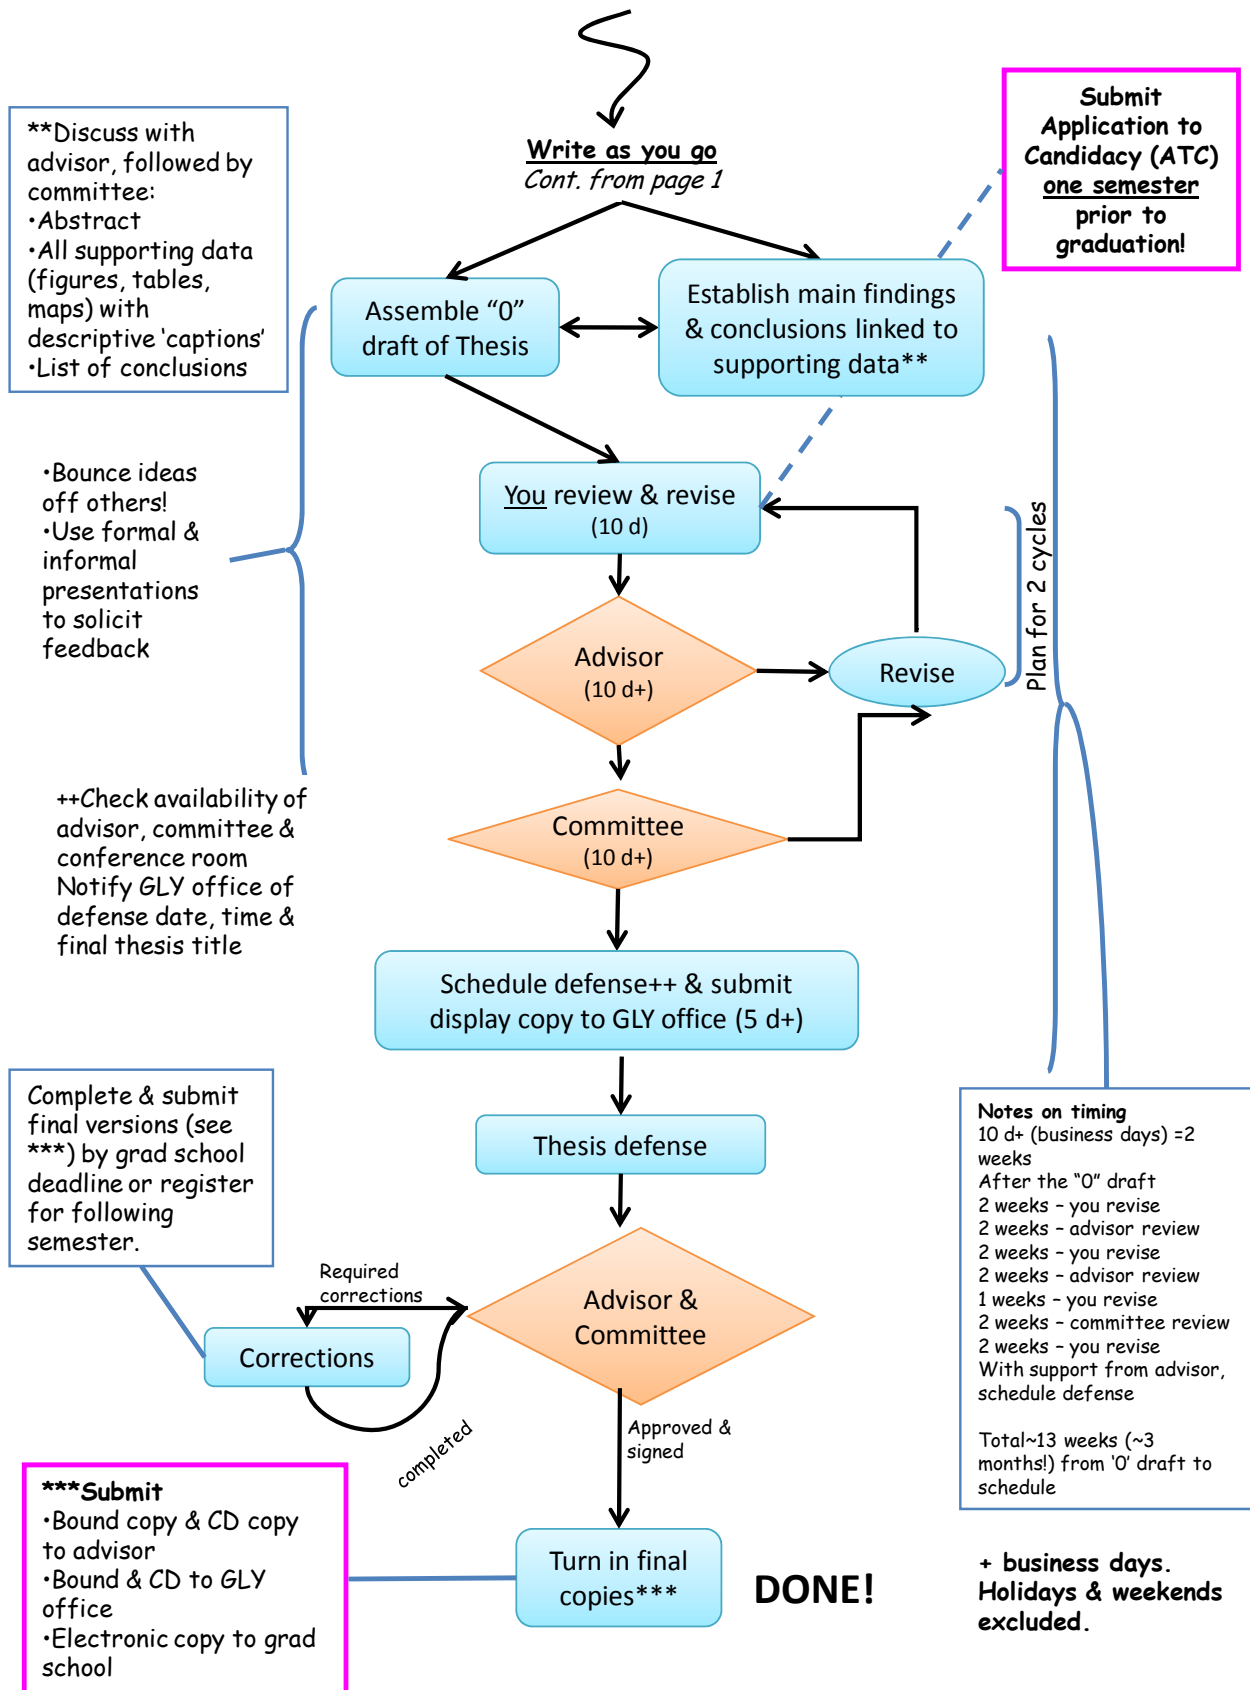 Write as you go
Cont. from page 1
Submit
Application to
Candidacy (ATC)
one semester
prior to
graduation!
**Discuss with
advisor, followed by
committee:
•Abstract
•All supporting data
(figures, tables,
maps) with
descriptive ‘captions’
•List of conclusions
Assemble “0”
draft of Thesis
Establish main findings
& conclusions linked to
supporting data**
•Bounce ideas
off others!
•Use formal &
informal
presentations
to solicit
feedback
You review & revise
(10 d)
Plan for 2 cycles
Advisor
(10 d+)
Revise
++Check availability of
advisor, committee &
conference room
Notify GLY office of
defense date, time &
final thesis title
Committee
(10 d+)
Schedule defense++ & submit
display copy to GLY office (5 d+)
Complete & submit
final versions (see
***) by grad school
deadline or register
for following
semester.
Thesis defense
Notes on timing
10 d+ (business days) =2
weeks
After the “0” draft
2 weeks – you revise
2 weeks – advisor review
2 weeks – you revise
2 weeks – advisor review
1 weeks – you revise
2 weeks – committee review
2 weeks – you revise
With support from advisor,
schedule defense
Total~13 weeks (~3
months!) from ‘0’ draft to
schedule
Required
corrections
Advisor &
Committee
Corrections
completed
Approved &
signed
***Submit
•Bound copy & CD copy
to advisor
•Bound & CD to GLY
office
•Electronic copy to grad
school
Turn in final
copies***
DONE!
+ business days.
Holidays & weekends
excluded.